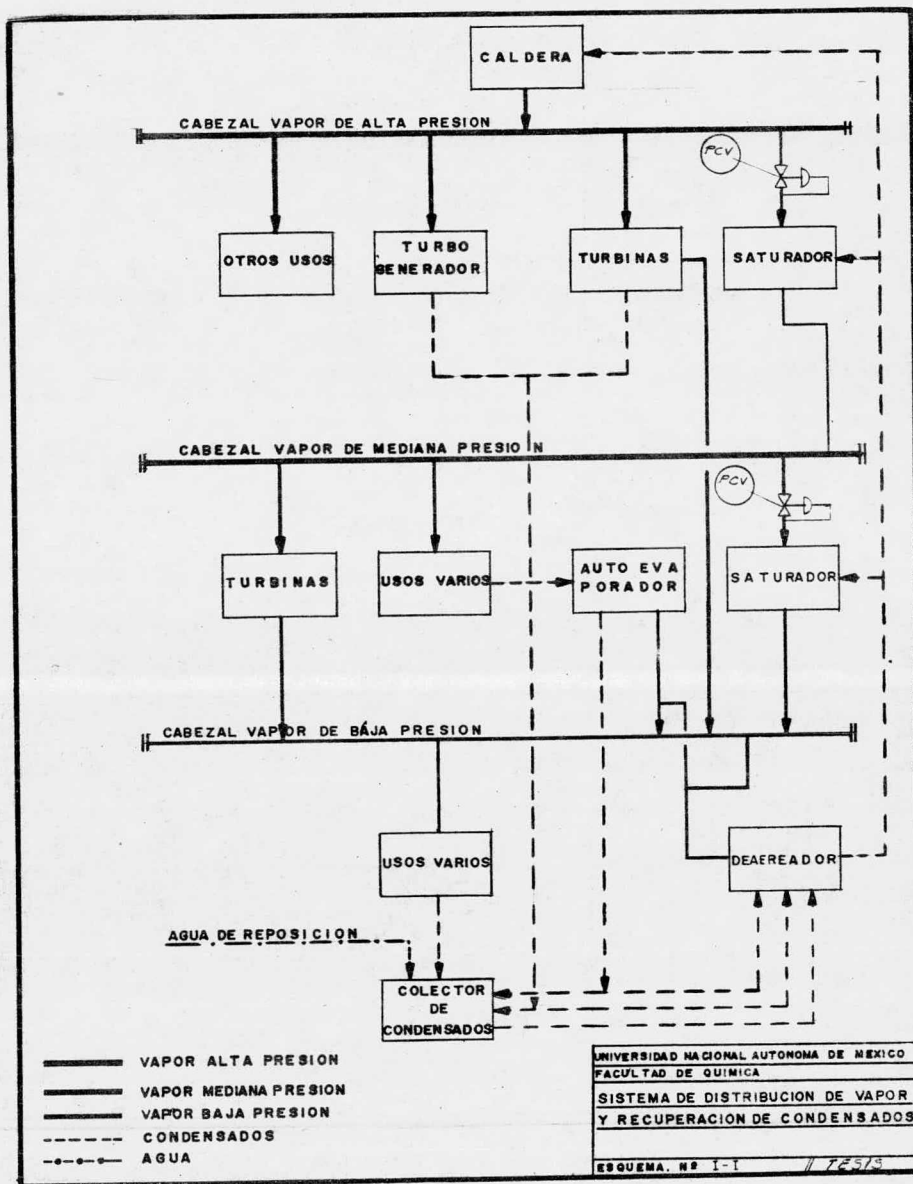 CALDERA
CABEZAL VAPOR DE ALTA PRESION
PCV
OTROS USOS
TURBO
GENERADOR
TURBINAS
SATURADOR
CABEZAL VAPOR DE MEDIANA PRESION
PCV
TURBINAS
USOS VARIOS
AUTO EVA
PORADOR
SATURADOR
CABEZAL VAPOR DE BÁJA PRESION
USOS VARIOS
DEAEREADOR
AGUA DE REPOSICION
COLECTOR
DE
CONDENSADOS
VAPOR ALTA PRESION
VAPOR MEDIANA PRESION
VAPOR BAJA PRESION
CONDENSADOS
AGUA
UNIVERSIDAD NACIONAL AUTONOMA DE MEXICO
FACULTAD DE QUIMICA
SISTEMA DE DISTRIBUCION DE VAPOR
Y RECUPERACION DE CONDENSADOS
ESQUEMA. Nº I-I TESIS